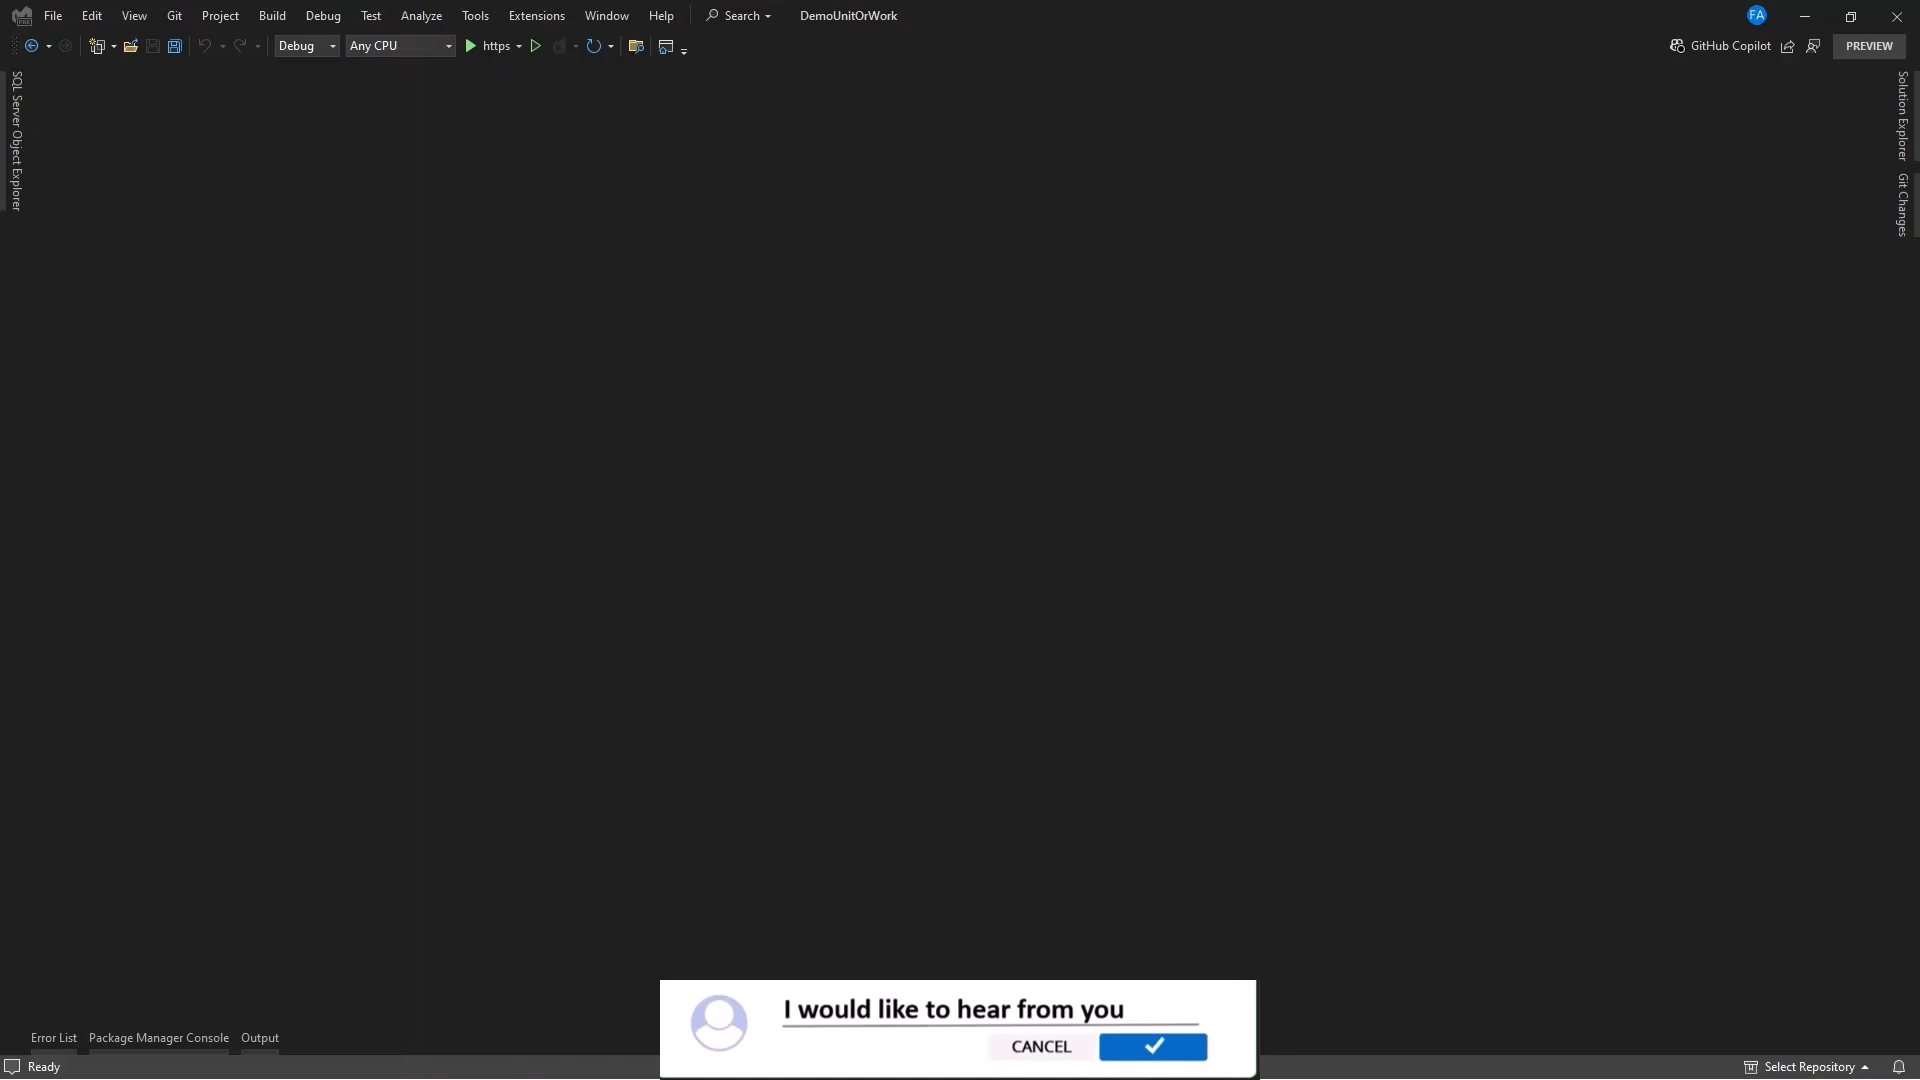 File Edit View Git Project Build Debug Test Analyze Tools Extensions Window Help Search DemoUnitOrWork FA
Debug Any CPU https GitHub Copilot PREVIEW
SQL Server Object Explorer
Solution Explorer
Git Changes
I would like to hear from you
CANCEL
Error List Package Manager Console Output
Ready Select Repository